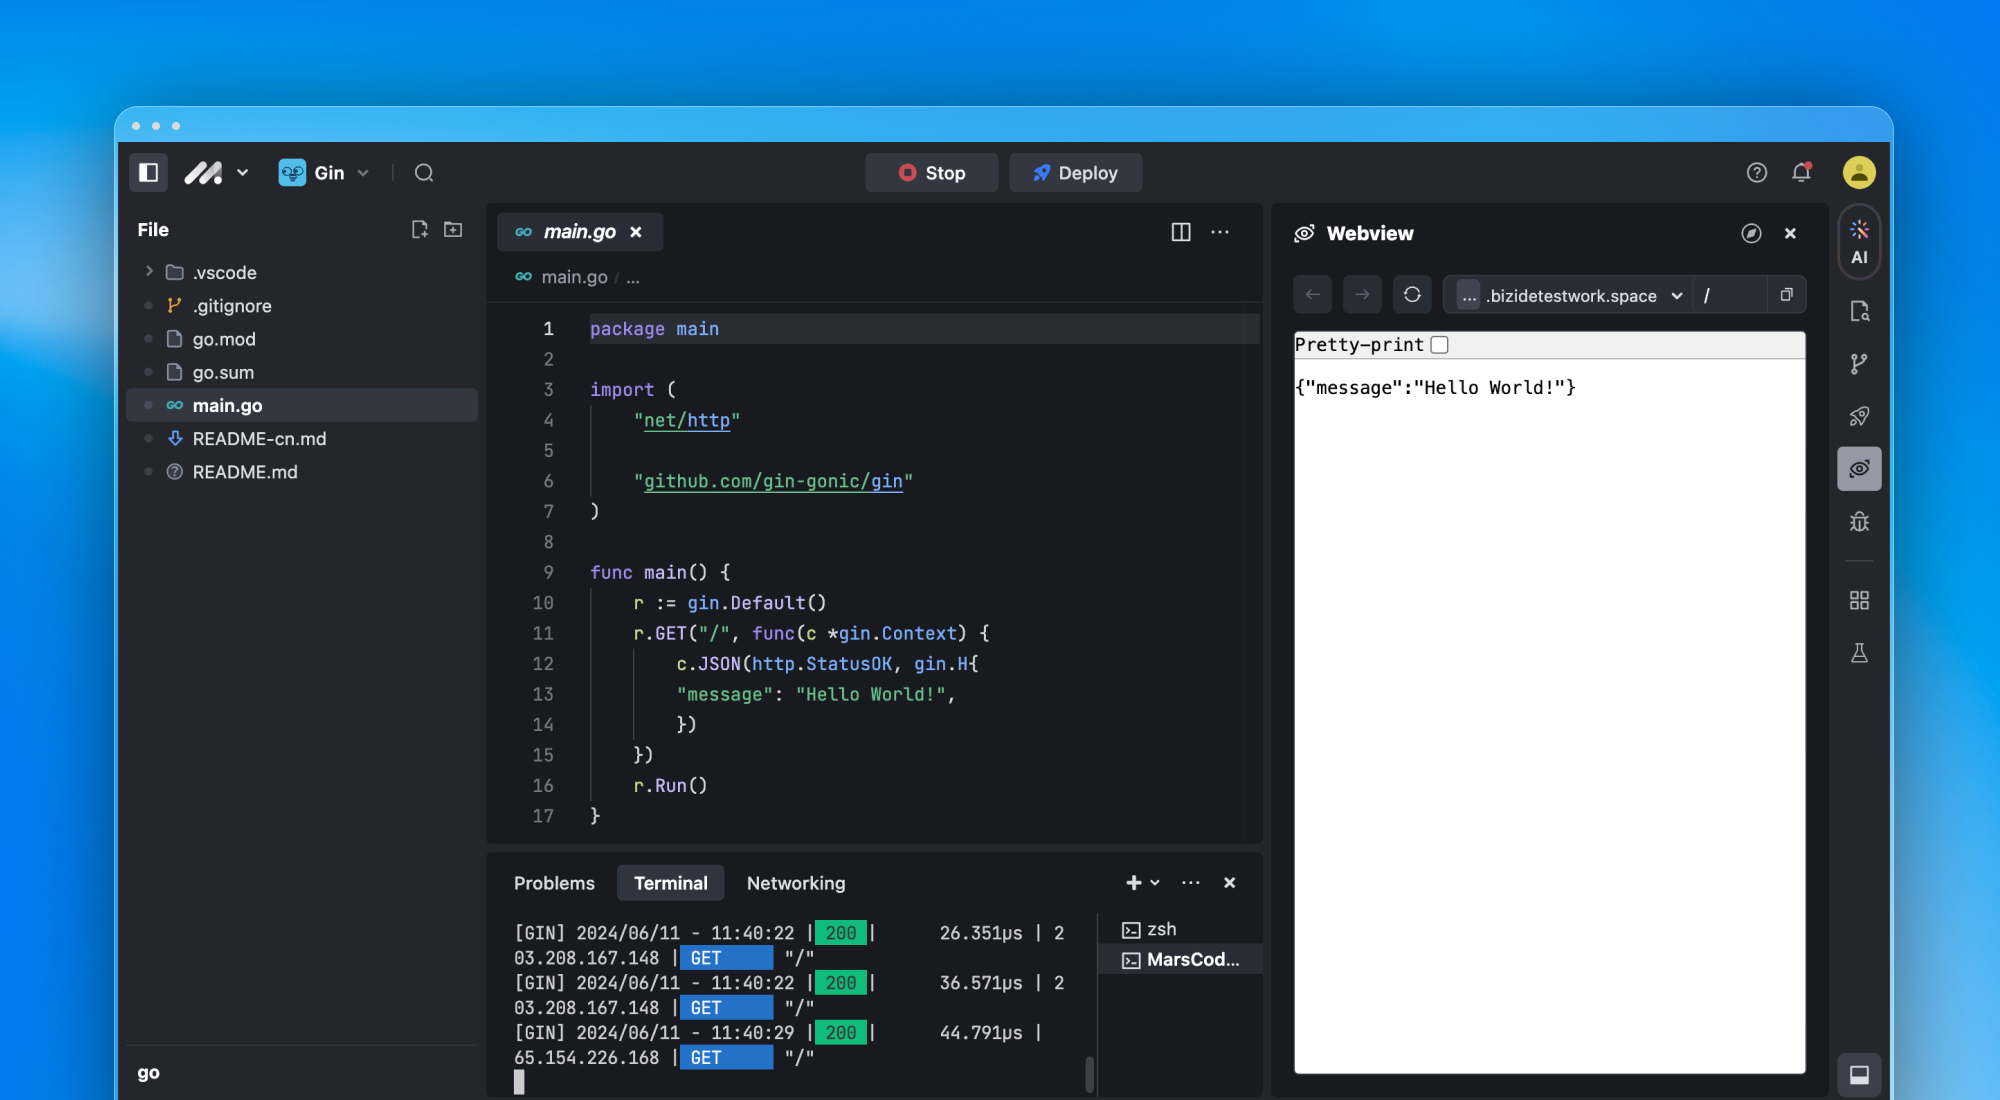 Gin
Stop
Deploy
File
.vscode
.gitignore
go.mod
go.sum
GO main.go
README-cn.md
README.md
go
GO main.go
GO main.go / ...
1 package main
2
3 import (
4 "net/http"
5
6 "github.com/gin-gonic/gin"
7 )
8
9 func main() {
10 r := gin.Default()
11 r.GET("/", func(c *gin.Context) {
12 c.JSON(http.StatusOK, gin.H{
13 "message": "Hello World!",
14 })
15 })
16 r.Run()
17 }
Problems Terminal Networking
[GIN] 2024/06/11 - 11:40:22 | 200 | 26.351µs | 2
03.208.167.148 | GET "/"
[GIN] 2024/06/11 - 11:40:22 | 200 | 36.571µs | 2
03.208.167.148 | GET "/"
[GIN] 2024/06/11 - 11:40:29 | 200 | 44.791µs |
65.154.226.168 | GET "/"
zsh
MarsCod...
Webview
... .bizidetestwork.space /
Pretty-print
{"message":"Hello World!"}
AI